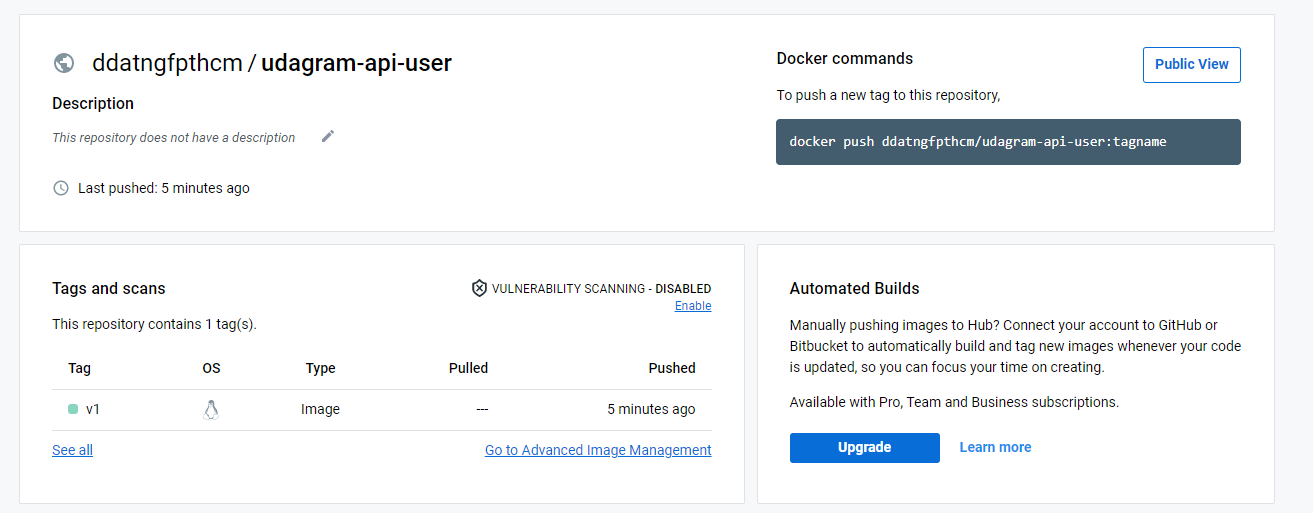 ddatngfpthcm / udagram-api-user
Description
This repository does not have a description
Last pushed: 5 minutes ago
Docker commands
Public View
To push a new tag to this repository,
docker push ddatngfpthcm/udagram-api-user:tagname
Tags and scans
VULNERABILITY SCANNING - DISABLED
Enable
This repository contains 1 tag(s).
Tag OS Type Pulled Pushed
v1 Image --- 5 minutes ago
See all
Go to Advanced Image Management
Automated Builds
Manually pushing images to Hub? Connect your account to GitHub or
Bitbucket to automatically build and tag new images whenever your code
is updated, so you can focus your time on creating.
Available with Pro, Team and Business subscriptions.
Upgrade
Learn more